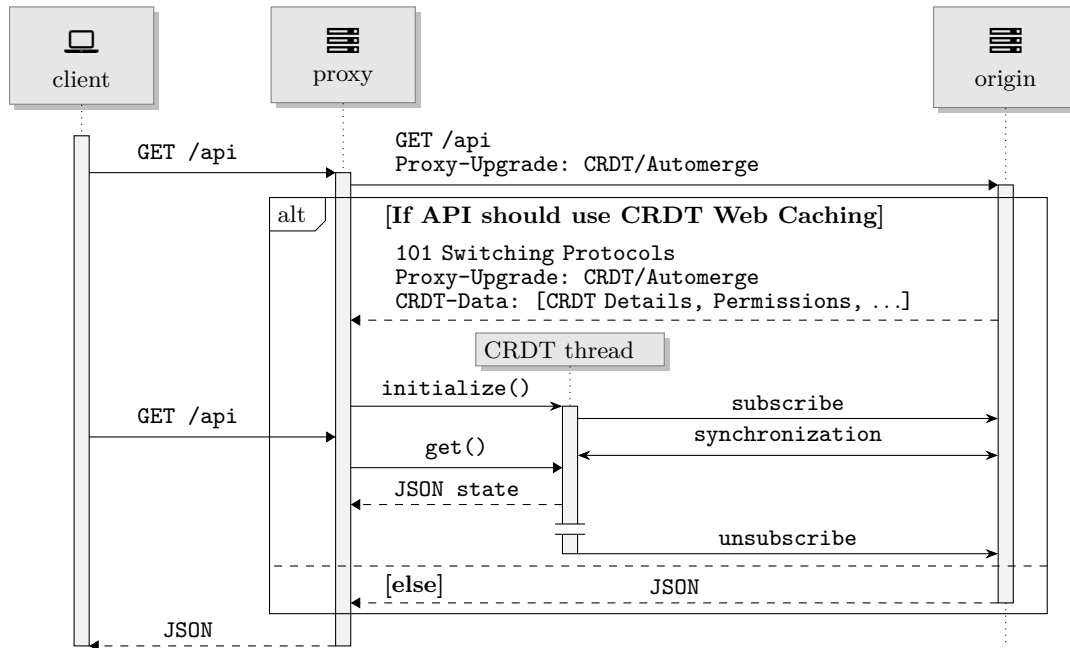 client
proxy
origin
GET /api
GET /api
Proxy-Upgrade: CRDT/Automerge
alt
[If API should use CRDT Web Caching]
101 Switching Protocols
Proxy-Upgrade: CRDT/Automerge
CRDT-Data: [CRDT Details, Permissions, ...]
CRDT thread
initialize()
subscribe
GET /api
synchronization
get()
JSON state
unsubscribe
[else]
JSON
JSON